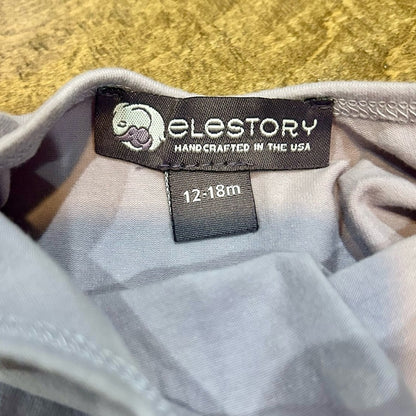 eLeSTORY
HANDCRAFTED IN THE USA
12-18m